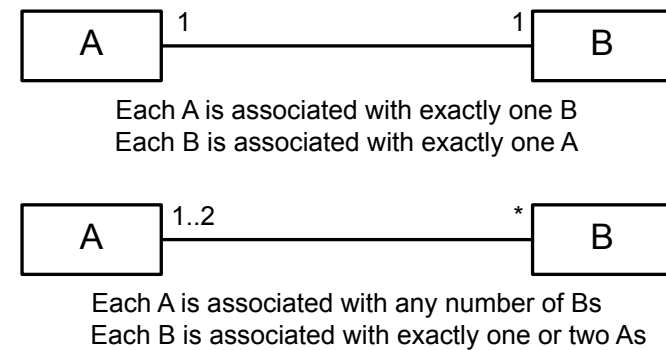 A 1 1 B
Each A is associated with exactly one B
Each B is associated with exactly one A
A 1..2 * B
Each A is associated with any number of Bs
Each B is associated with exactly one or two As